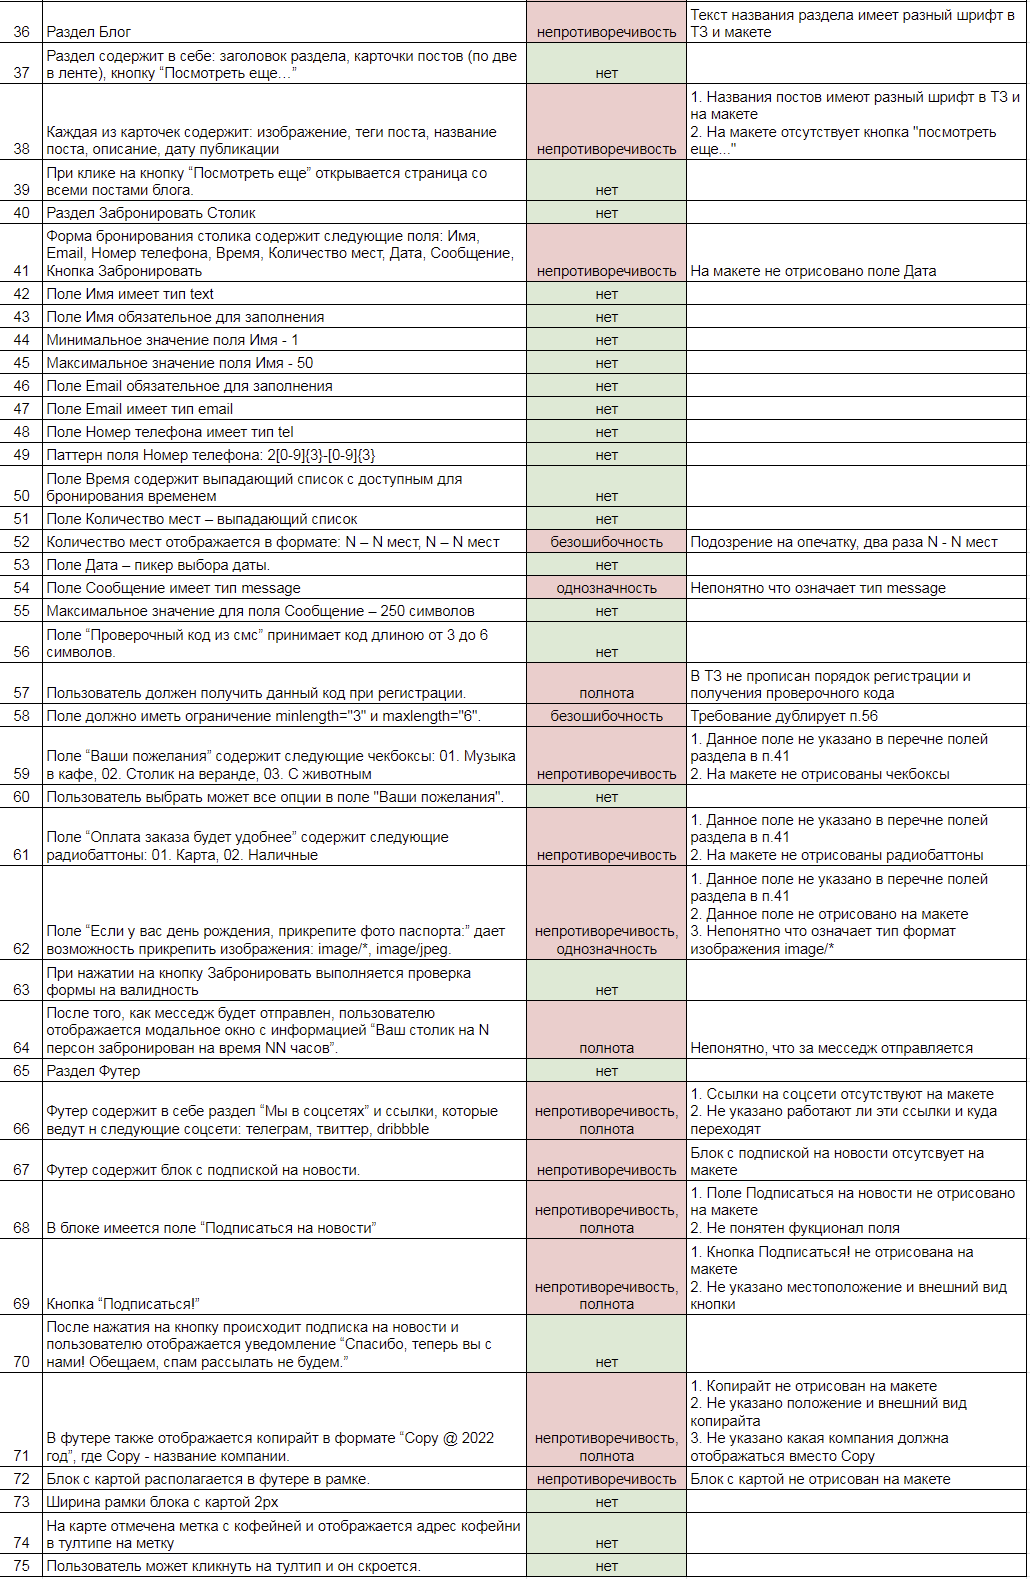 36 Раздел Блог непротиворечивость Текст названия раздела имеет разный шрифт в
ТЗ и макете
37 Раздел содержит в себе: заголовок раздела, карточки постов (по две
в ленте), кнопку “Посмотреть еще…” нет
38 Каждая из карточек содержит: изображение, теги поста, название
поста, описание, дату публикации непротиворечивость
1. Названия постов имеют разный шрифт в ТЗ и
на макете
2. На макете отсутствует кнопка "посмотреть
еще..."
39 При клике на кнопку “Посмотреть еще” открывается страница со
всеми постами блога. нет
40 Раздел Забронировать Столик нет
41 Форма бронирования столика содержит следующие поля: Имя,
Email, Номер телефона, Время, Количество мест, Дата, Сообщение,
Кнопка Забронировать непротиворечивость На макете не отрисовано поле Дата
42 Поле Имя имеет тип text нет
43 Поле Имя обязательное для заполнения нет
44 Минимальное значение поля Имя - 1 нет
45 Максимальное значение поля Имя - 50 нет
46 Поле Email обязательное для заполнения нет
47 Поле Email имеет тип email нет
48 Поле Номер телефона имеет тип tel нет
49 Паттерн поля Номер телефона: 2[0-9]{3}-[0-9]{3} нет
50 Поле Время содержит выпадающий список с доступным для
бронирования временем нет
51 Поле Количество мест – выпадающий список нет
52 Количество мест отображается в формате: N – N мест, N – N мест безошибочность Подозрение на опечатку, два раза N - N мест
53 Поле Дата – пикер выбора даты. нет
54 Поле Сообщение имеет тип message однозначность Непонятно что означает тип message
55 Максимальное значение для поля Сообщение – 250 символов нет
56 Поле “Проверочный код из смс” принимает код длиною от 3 до 6
символов. нет
57 Пользователь должен получить данный код при регистрации. полнота
В ТЗ не прописан порядок регистрации и
получения проверочного кода
58 Поле должно иметь ограничение minlength="3" и maxlength="6". безошибочность Требование дублирует п.56
59 Поле “Ваши пожелания” содержит следующие чекбоксы: 01. Музыка
в кафе, 02. Столик на веранде, 03. С животным непротиворечивость
1. Данное поле не указано в перечне полей
раздела в п.41
2. На макете не отрисованы чекбоксы
60 Пользователь выбрать может все опции в поле "Ваши пожелания". нет
61 Поле “Оплата заказа будет удобнее” содержит следующие
радиобаттоны: 01. Карта, 02. Наличные непротиворечивость
1. Данное поле не указано в перечне полей
раздела в п.41
2. На макете не отрисованы радиобаттоны
62 Поле “Если у вас день рождения, прикрепите фото паспорта:” дает
возможность прикрепить изображения: image/*, image/jpeg.
непротиворечивость,
однозначность
1. Данное поле не указано в перечне полей
раздела в п.41
2. Данное поле не отрисовано на макете
3. Непонятно что означает тип формат
изображения image/*
63 При нажатии на кнопку Забронировать выполняется проверка
формы на валидность нет
64 После того, как месседж будет отправлен, пользователю
отображается модальное окно с информацией “Ваш столик на N
персон забронирован на время NN часов”. полнота Непонятно, что за месседж отправляется
65 Раздел Футер нет
66 Футер содержит в себе раздел “Мы в соцсетях” и ссылки, которые
ведут н следующие соцсети: телеграм, твиттер, dribbble
непротиворечивость,
полнота
1. Ссылки на соцсети отсутствуют на макете
2. Не указано работают ли эти ссылки и куда
переходят
67 Футер содержит блок с подпиской на новости. непротиворечивость
Блок с подпиской на новости отсутсвует на
макете
68 В блоке имеется поле “Подписаться на новости”
непротиворечивость,
полнота
1. Поле Подписаться на новости не отрисовано
на макете
2. Не понятен фукционал поля
69 Кнопка “Подписаться!”
непротиворечивость,
полнота
1. Кнопка Подписаться! не отрисована на
макете
2. Не указано местоположение и внешний вид
кнопки
70 После нажатия на кнопку происходит подписка на новости и
пользователю отображается уведомление “Спасибо, теперь вы с
нами! Обещаем, спам рассылать не будем.” нет
71 В футере также отображается копирайт в формате “Copy @ 2022
год”, где Copy - название компании.
непротиворечивость,
полнота
1. Копирайт не отрисован на макете
2. Не указано положение и внешний вид
копирайта
3. Не указано какая компания должна
отображаться вместо Copy
72 Блок с картой располагается в футере в рамке. непротиворечивость Блок с картой не отрисован на макете
73 Ширина рамки блока с картой 2px нет
74 На карте отмечена метка с кофейней и отображается адрес кофейни
в тултипе на метку нет
75 Пользователь может кликнуть на тултип и он скроется. нет